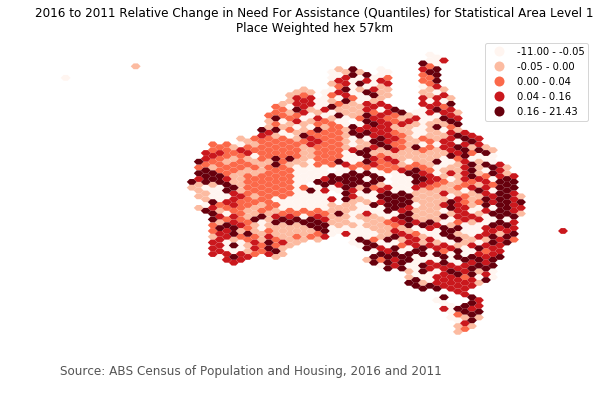 2016 to 2011 Relative Change in Need For Assistance (Quantiles) for Statistical Area Level 1
Place Weighted hex 57km
-11.00 - -0.05
-0.05 - 0.00
0.00 - 0.04
0.04 - 0.16
0.16 - 21.43
Source: ABS Census of Population and Housing, 2016 and 2011